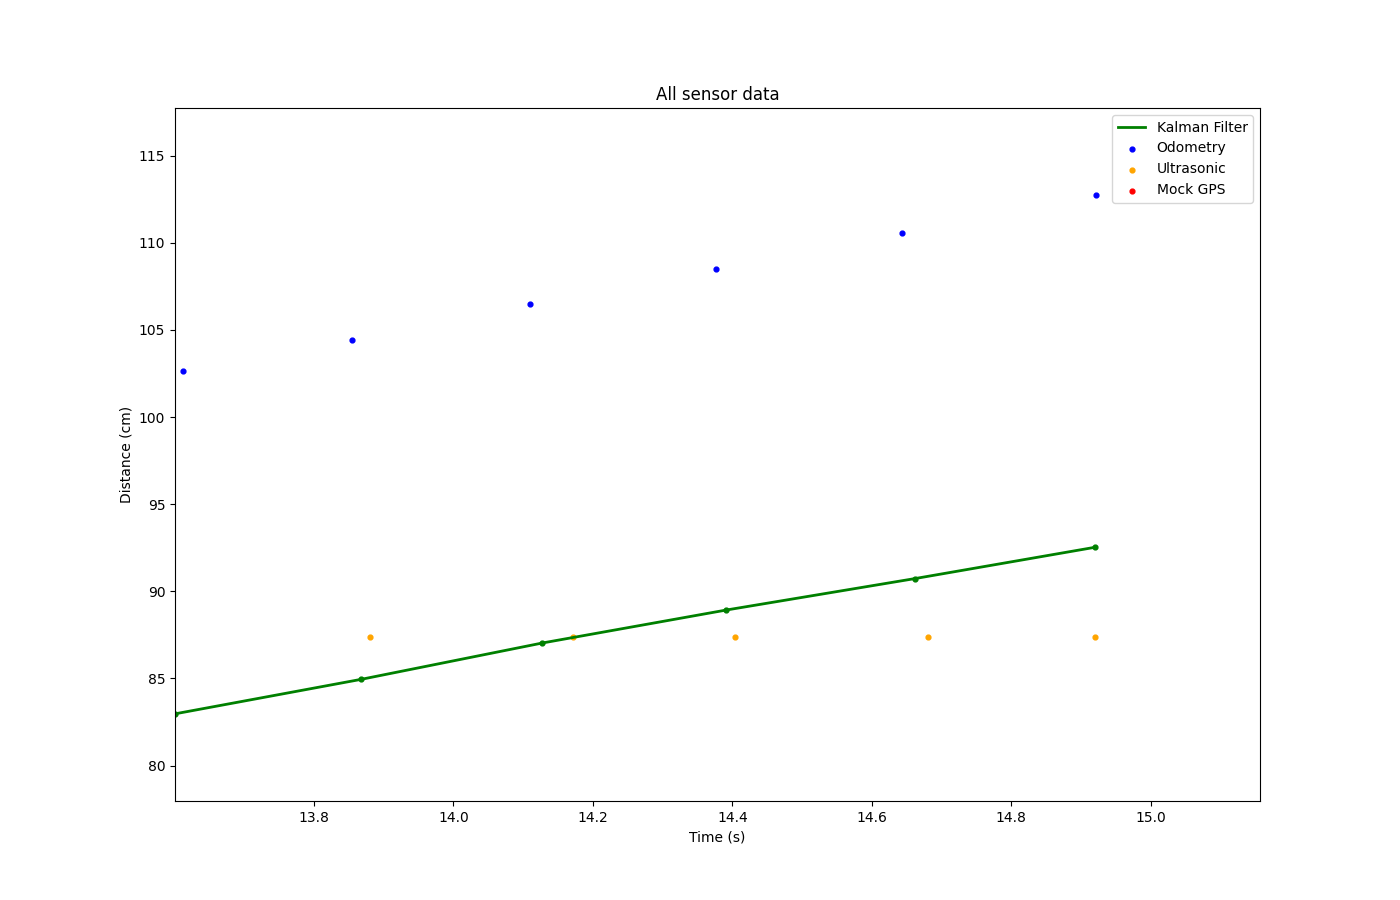 All sensor data
Kalman Filter
Odometry
Ultrasonic
Mock GPS
115
110
105
100
95
90
85
80
Distance (cm)
13.8 14.0 14.2 14.4 14.6 14.8 15.0
Time (s)